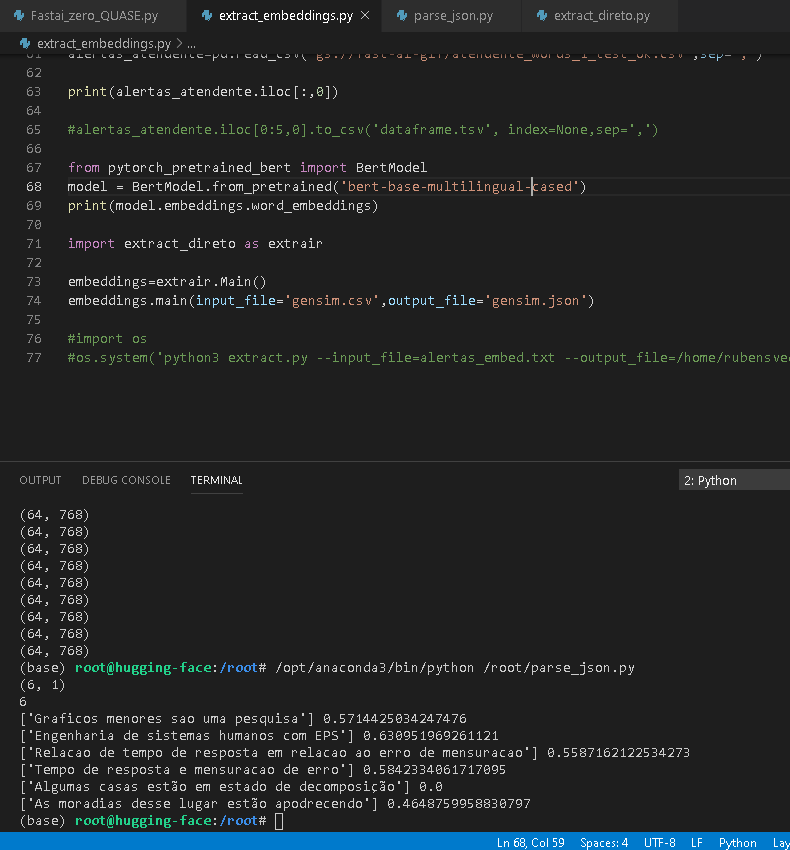 Fastai_zero_QUASE.py extract_embeddings.py parse_json.py extract_direto.py
extract_embeddings.py > ...
61 alertas_atendente=pd.read_csv('gs://fast-ai-gif/atendente_words_1_test_ok.csv',sep=',')
62
63 print(alertas_atendente.iloc[:,0])
64
65 #alertas_atendente.iloc[0:5,0].to_csv('dataframe.tsv', index=None,sep=',')
66
67 from pytorch_pretrained_bert import BertModel
68 model = BertModel.from_pretrained('bert-base-multilingual-cased')
69 print(model.embeddings.word_embeddings)
70
71 import extract_direto as extrair
72
73 embeddings=extrair.Main()
74 embeddings.main(input_file='gensim.csv',output_file='gensim.json')
75
76 #import os
77 #os.system('python3 extract.py --input_file=alertas_embed.txt --output_file=/home/rubensve
OUTPUT DEBUG CONSOLE TERMINAL 2: Python
(64, 768)
(64, 768)
(64, 768)
(64, 768)
(64, 768)
(64, 768)
(64, 768)
(64, 768)
(64, 768)
(base) root@hugging-face:/root# /opt/anaconda3/bin/python /root/parse_json.py
(6, 1)
6
['Graficos menores sao uma pesquisa'] 0.5714425034247476
['Engenharia de sistemas humanos com EPS'] 0.630951969261121
['Relacao de tempo de resposta em relacao ao erro de mensuracao'] 0.5587162122534273
['Tempo de resposta e mensuracao de erro'] 0.5842334061717095
['Algumas casas estão em estado de decomposição'] 0.0
['As moradias desse lugar estão apodrecendo'] 0.4648759958830797
(base) root@hugging-face:/root#
Ln 68, Col 59 Spaces: 4 UTF-8 LF Python Lay